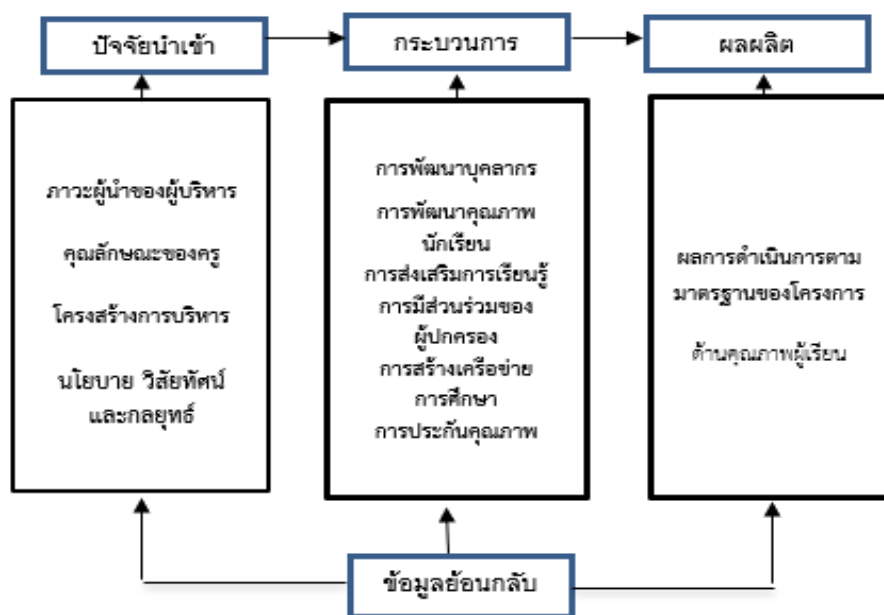 ปัจจัยนำเข้า
กระบวนการ
ผลผลิต
ภาวะผู้นำของผู้บริหาร
คุณลักษณะของครู
โครงสร้างการบริหาร
นโยบาย วิสัยทัศน์
และกลยุทธ์
การพัฒนาบุคลากร
การพัฒนาคุณภาพ
นักเรียน
การส่งเสริมการเรียนรู้
การมีส่วนร่วมของ
ผู้ปกครอง
การสร้างเครือข่าย
การศึกษา
การประกันคุณภาพ
ผลการดำเนินการตาม
มาตรฐานของโครงการ
ด้านคุณภาพผู้เรียน
ข้อมูลย้อนกลับ